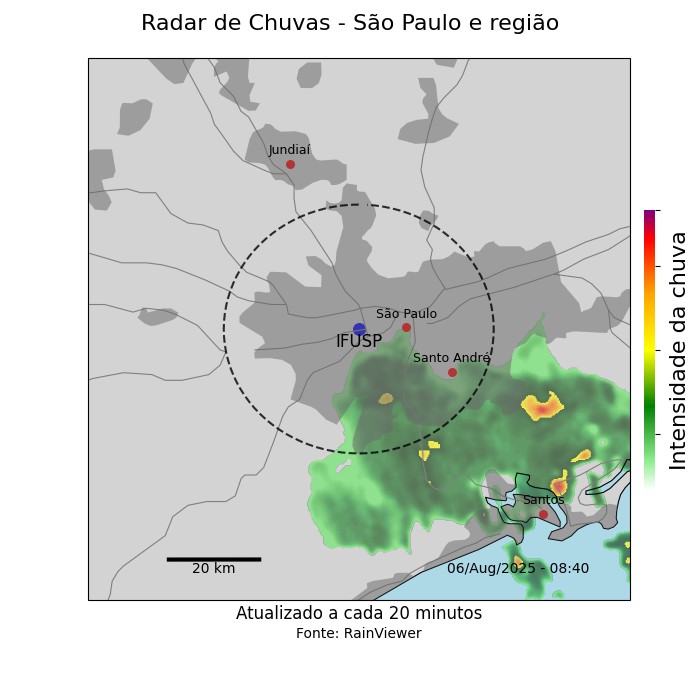 Radar de Chuvas - São Paulo e região
Jundiaí
São Paulo
IFUSP
Santo André
Santos
20 km
06/Aug/2025 - 08:40
Intensidade da chuva
Atualizado a cada 20 minutos
Fonte: RainViewer